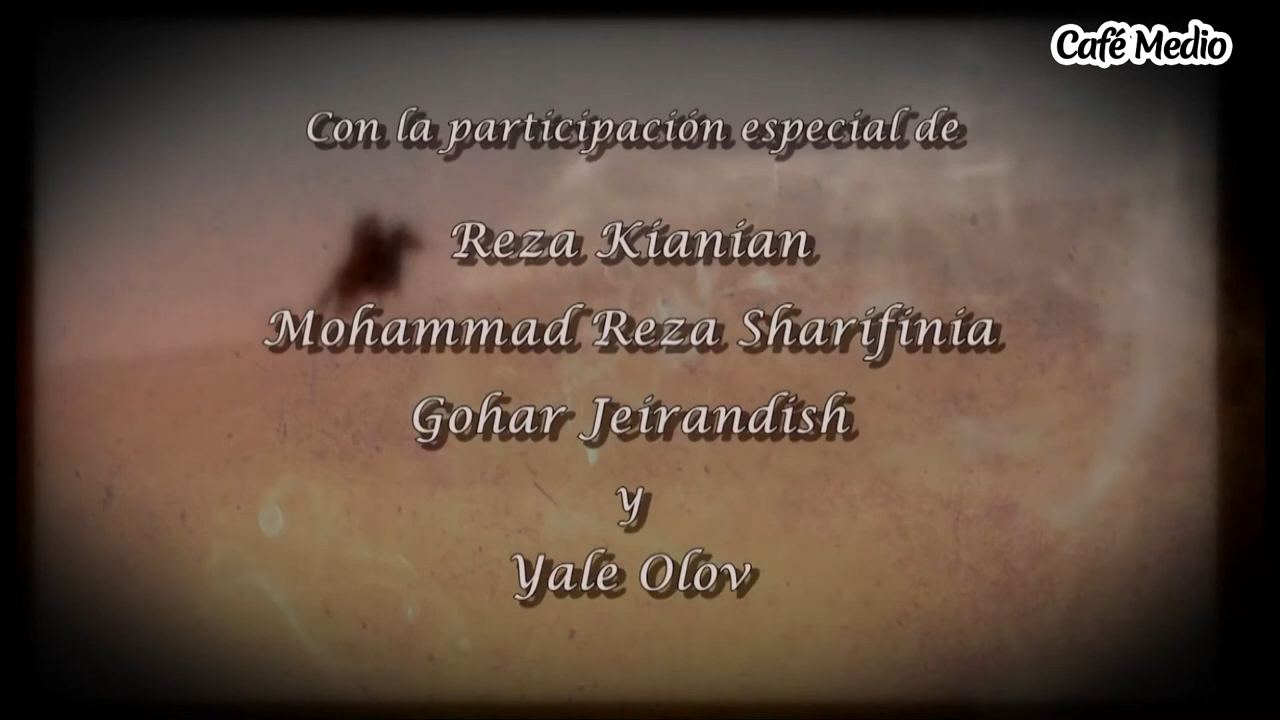 Café Medio
Con la participación especial de
Reza Kianian
Mohammad Reza Sharifinia
Gohar Jeirandish
y
Yale Olov